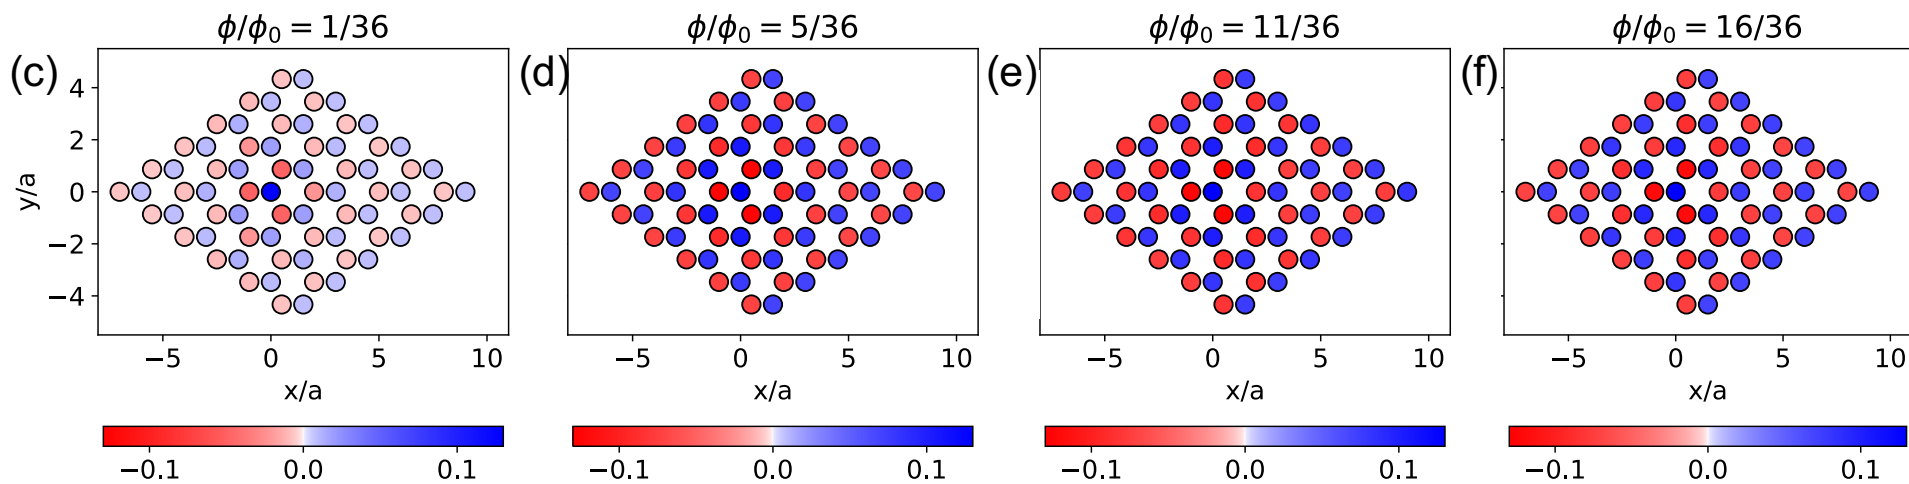 ϕ/ϕ₀ = 1/36 ϕ/ϕ₀ = 5/36 ϕ/ϕ₀ = 11/36 ϕ/ϕ₀ = 16/36
(c) (d) (e) (f)
4
2
0
−2
−4
y/a
−5 0 5 10 −5 0 5 10 −5 0 5 10 −5 0 5 10
x/a x/a x/a x/a
−0.1 0.0 0.1 −0.1 0.0 0.1 −0.1 0.0 0.1 −0.1 0.0 0.1